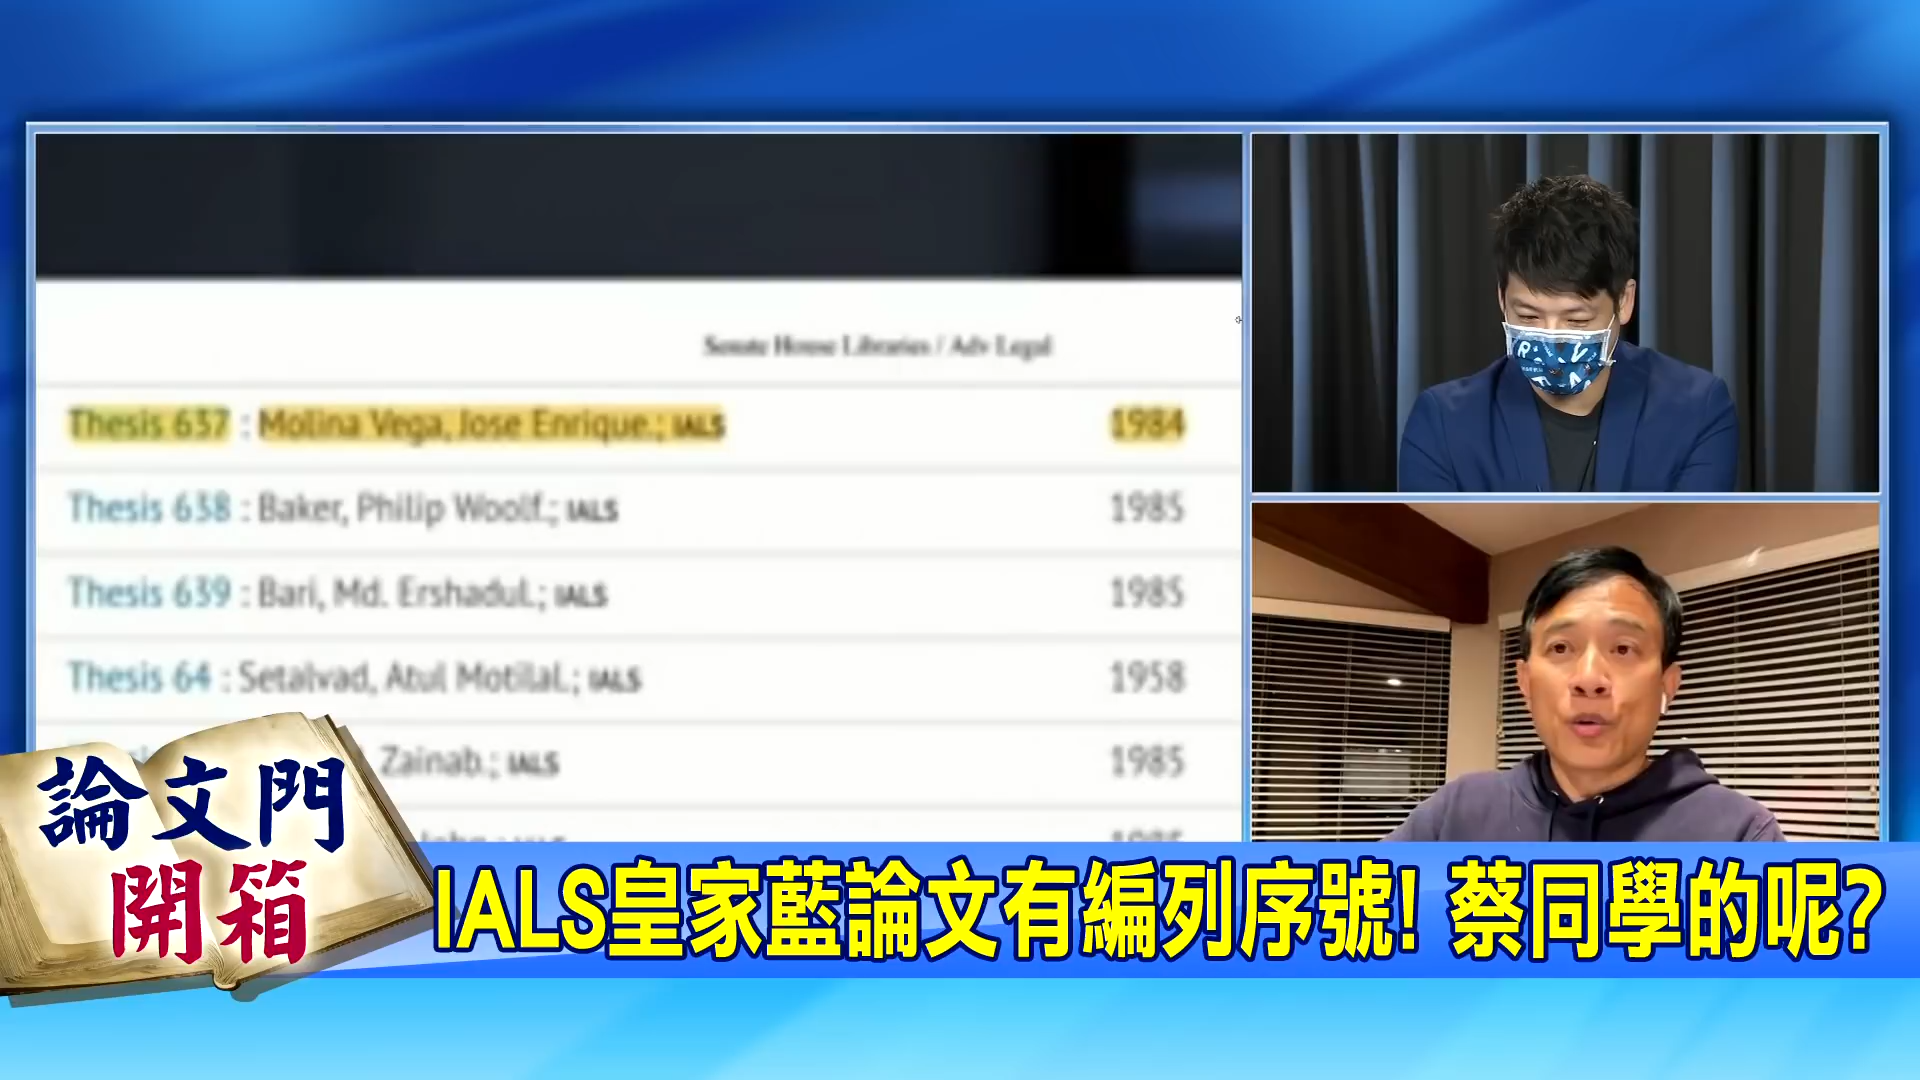 Senate House Libraries / Adv Legal
Thesis 637 : Molina Vega, Jose Enrique.; IALS 1984
Thesis 638 : Baker, Philip Woolf.; IALS 1985
Thesis 639 : Bari, Md. Ershadul.; IALS 1985
Thesis 64 : Setalvad, Atul Motilal.; IALS 1958
Zainab.; IALS 1985
論文門
開箱
IALS皇家藍論文有編列序號! 蔡同學的呢?